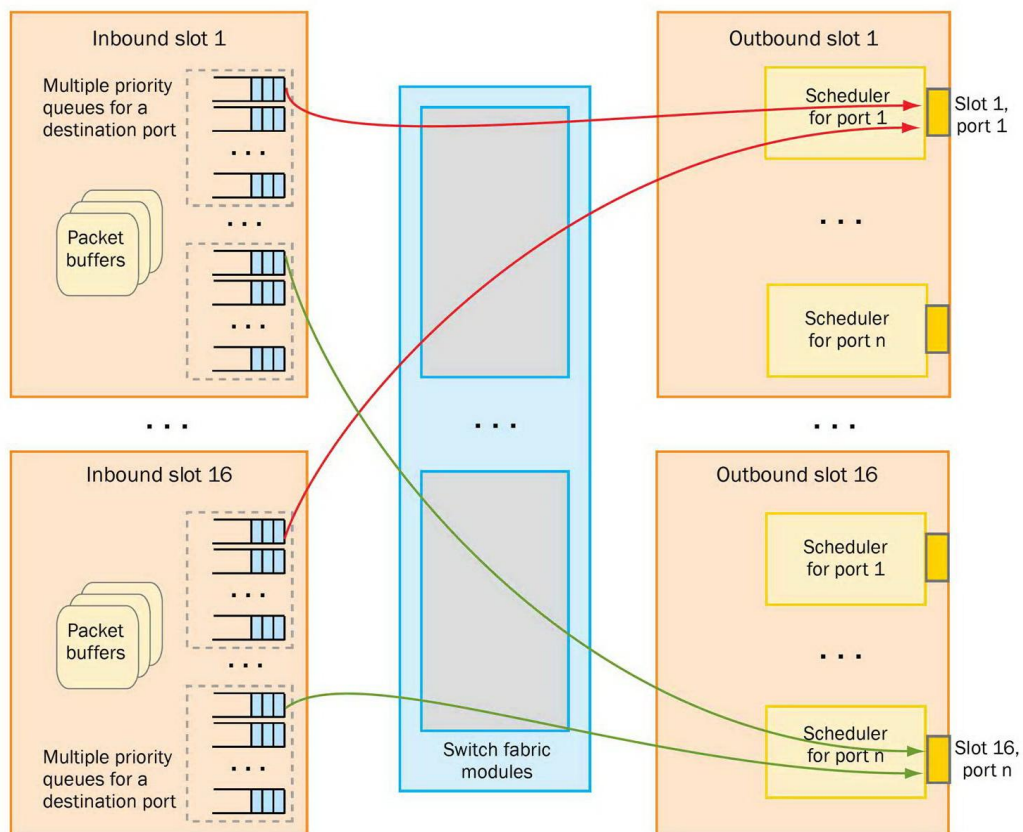 Inbound slot 1
Multiple priority
queues for a
destination port
. . .
. . .
Packet
buffers
. . .
. . .
Inbound slot 16
. . .
Packet
buffers
. . .
Multiple priority
queues for a
destination port
. . .
. . .
Switch fabric
modules
Outbound slot 1
Scheduler
for port 1
Slot 1,
port 1
. . .
Scheduler
for port n
. . .
Outbound slot 16
Scheduler
for port 1
. . .
Scheduler
for port n
Slot 16,
port n